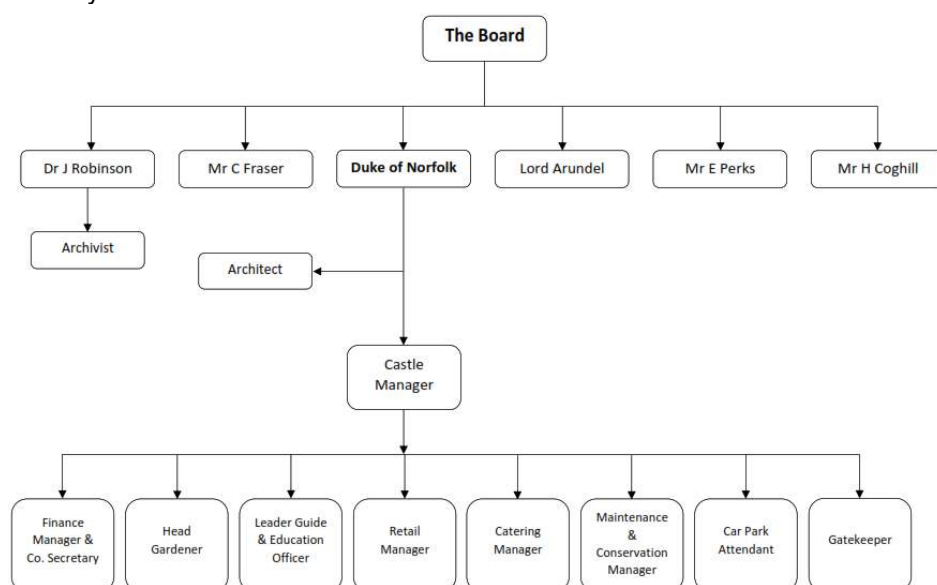 The Board
Dr J Robinson
Mr C Fraser
Duke of Norfolk
Lord Arundel
Mr E Perks
Mr H Coghill
Archivist
Architect
Castle
Manager
Finance
Manager &
Co. Secretary
Head
Gardener
Leader Guide
& Education
Officer
Retail
Manager
Catering
Manager
Maintenance
&
Conservation
Manager
Car Park
Attendant
Gatekeeper